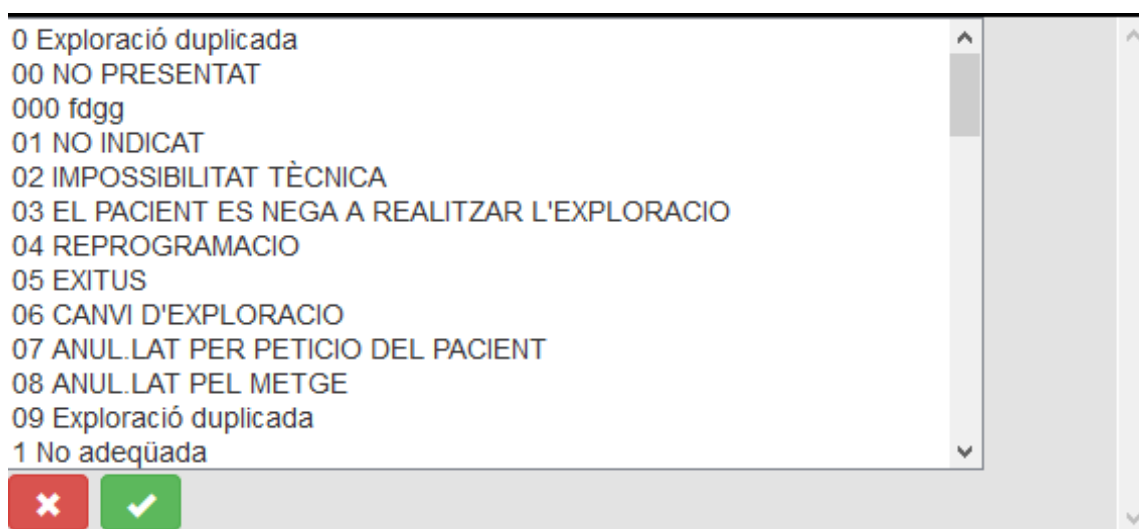 0 Exploració duplicada
00 NO PRESENTAT
000 fdgg
01 NO INDICAT
02 IMPOSSIBILITAT TÈCNICA
03 EL PACIENT ES NEGA A REALITZAR L'EXPLORACIO
04 REPROGRAMACIO
05 EXITUS
06 CANVI D'EXPLORACIO
07 ANUL.LAT PER PETICIO DEL PACIENT
08 ANUL.LAT PEL METGE
09 Exploració duplicada
1 No adeqüada